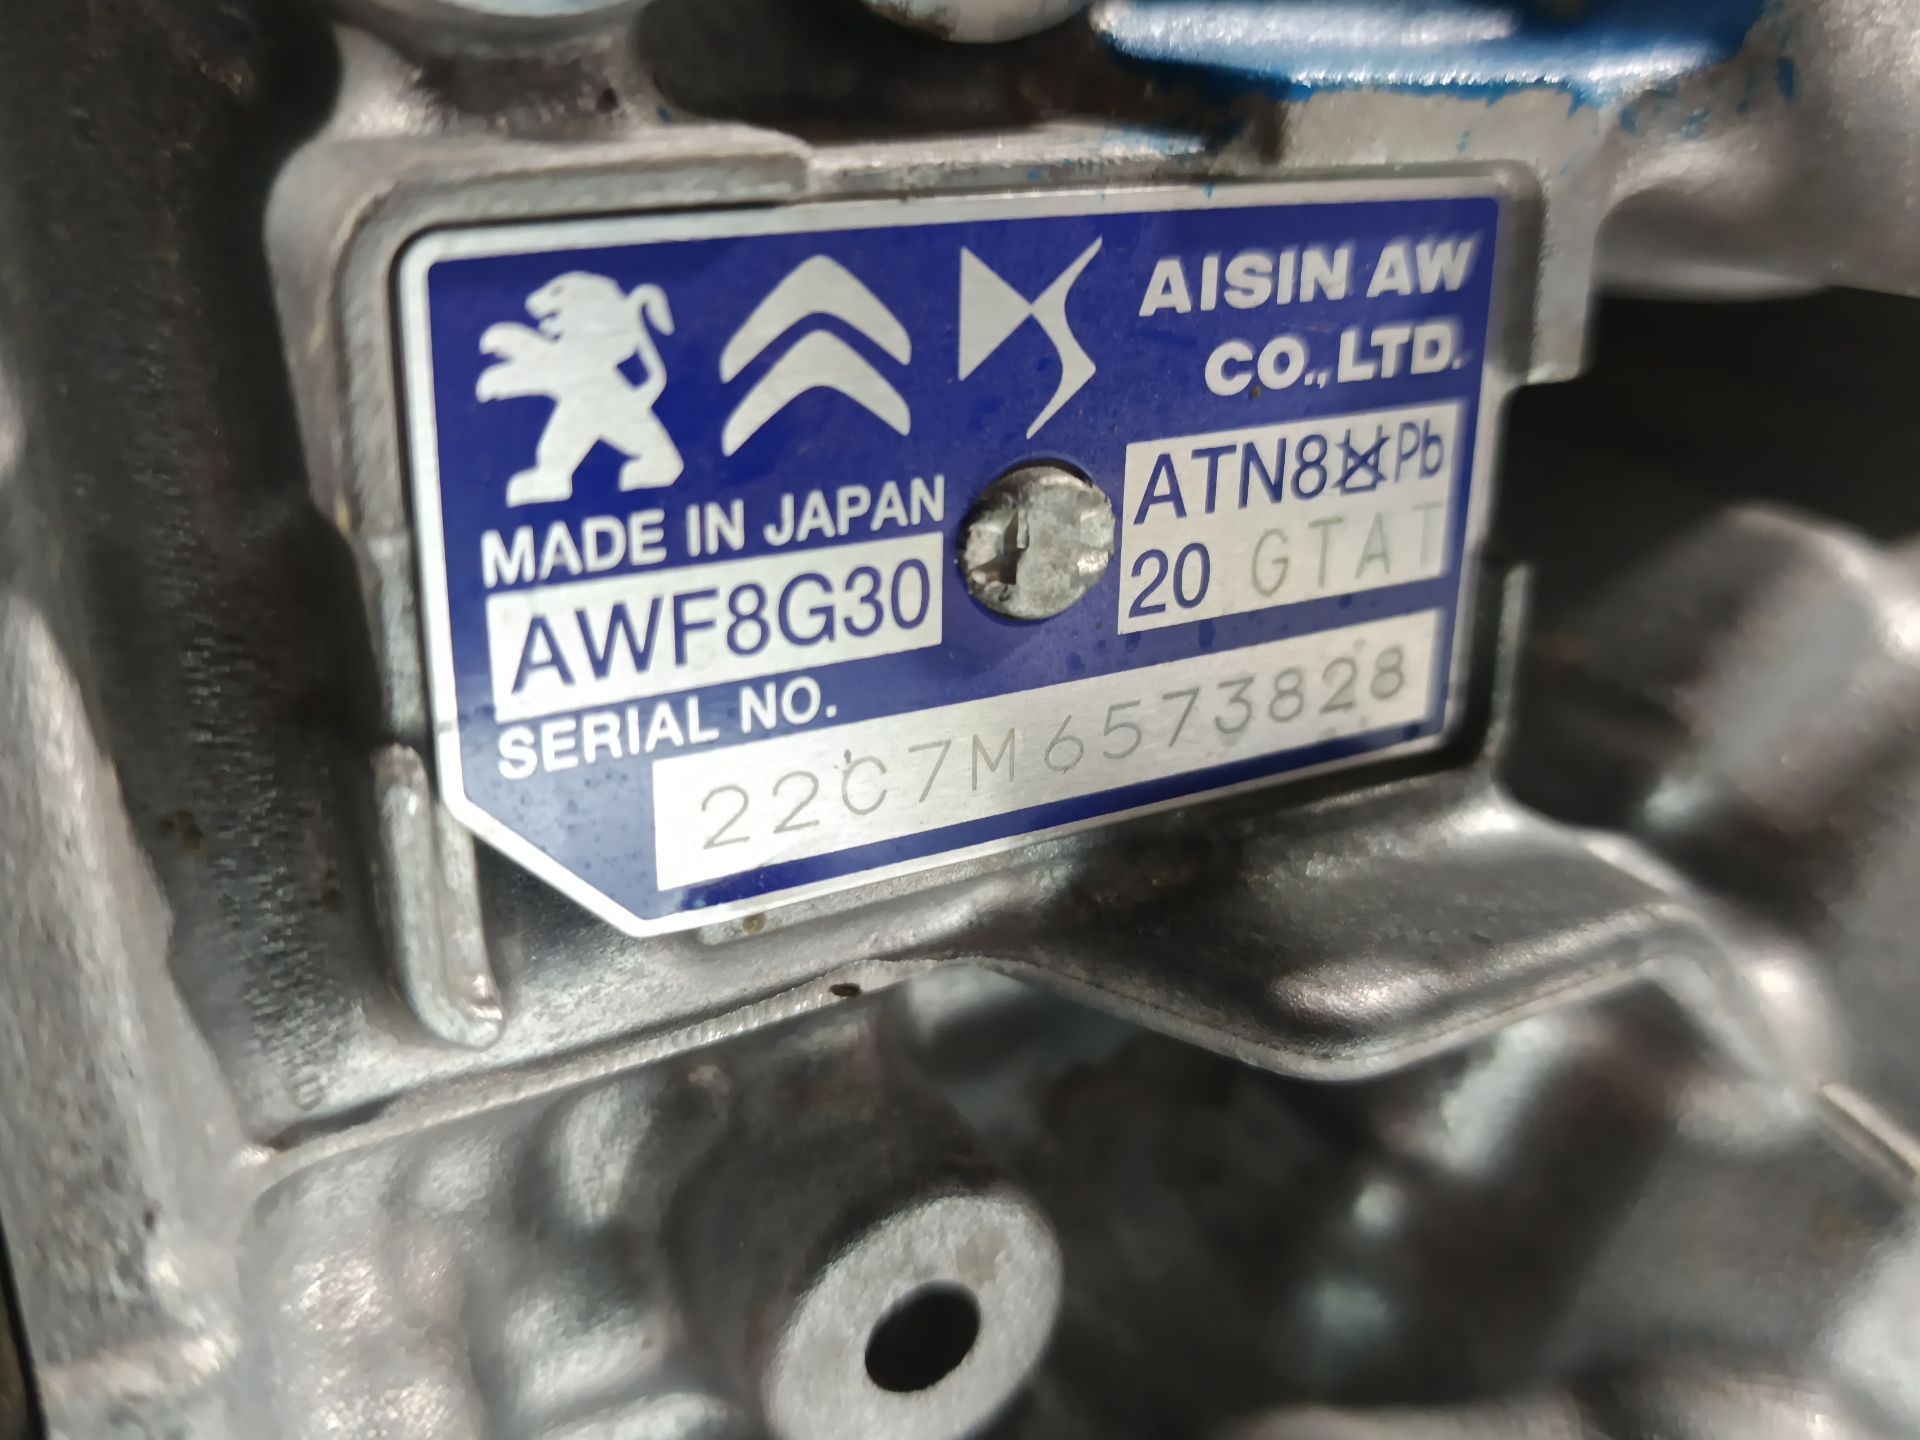 AISIN AW
CO., LTD.
MADE IN JAPAN
AWF8G30
ATN8 Pb
20 GTAT
SERIAL NO.
22C7M6573828